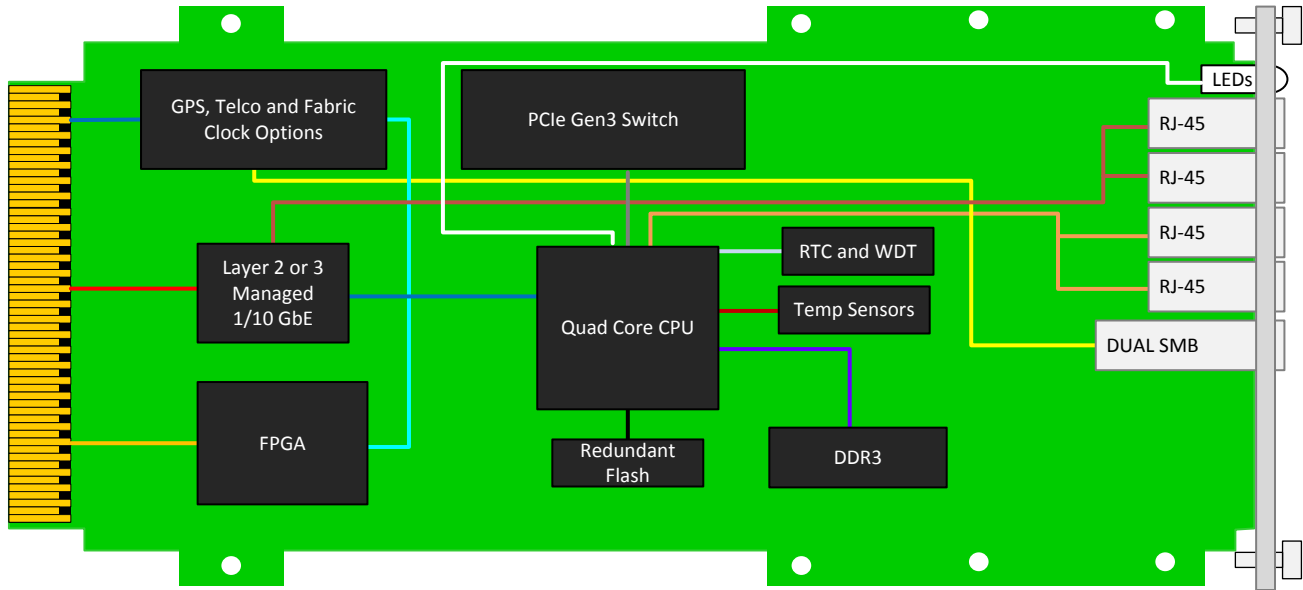 GPS, Telco and Fabric
Clock Options
PCIe Gen3 Switch
LEDs
RJ-45
RJ-45
RJ-45
RJ-45
DUAL SMB
Layer 2 or 3
Managed
1/10 GbE
Quad Core CPU
RTC and WDT
Temp Sensors
FPGA
Redundant
Flash
DDR3